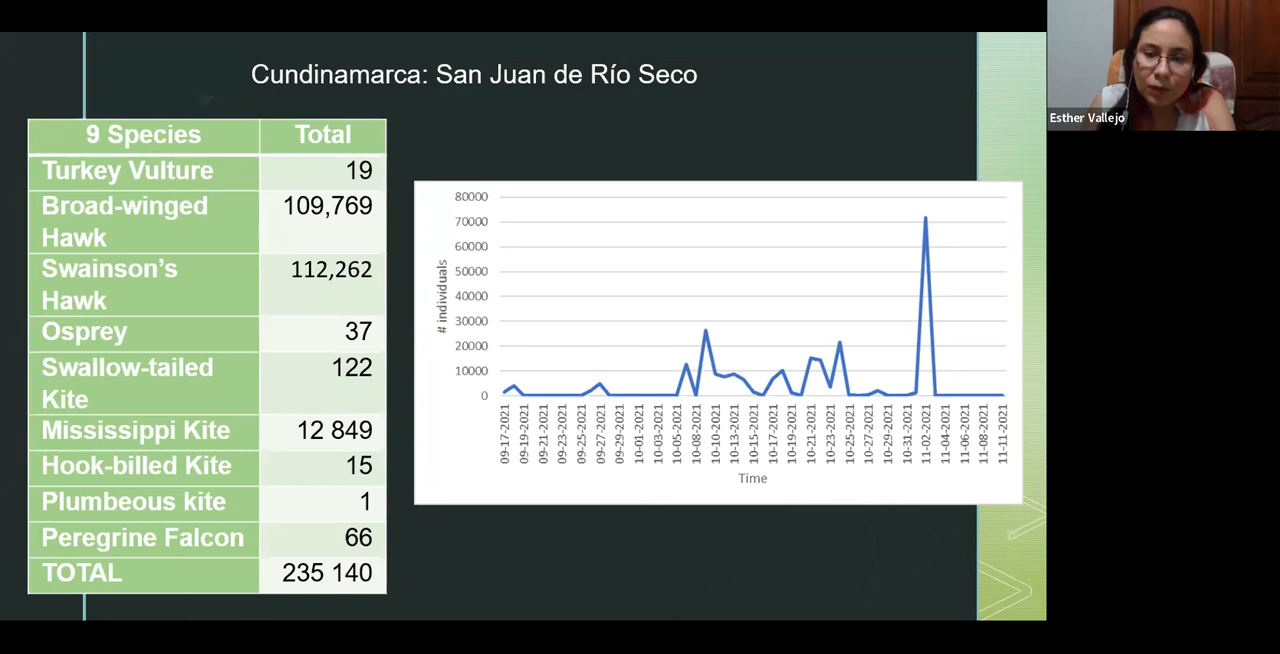 Cundinamarca: San Juan de Río Seco
Esther Vallejo
9 Species Total
Turkey Vulture 19
Broad-winged Hawk 109,769
Swainson's Hawk 112,262
Osprey 37
Swallow-tailed Kite 122
Mississippi Kite 12 849
Hook-billed Kite 15
Plumbeous kite 1
Peregrine Falcon 66
TOTAL 235 140
80000
70000
60000
50000
40000
30000
20000
10000
0
# individuals
09-17-2021
09-19-2021
09-21-2021
09-23-2021
09-25-2021
09-27-2021
09-29-2021
10-01-2021
10-03-2021
10-05-2021
10-08-2021
10-10-2021
10-13-2021
10-15-2021
10-17-2021
10-19-2021
10-21-2021
10-23-2021
10-25-2021
10-27-2021
10-29-2021
10-31-2021
11-02-2021
11-04-2021
11-06-2021
11-08-2021
11-11-2021
Time